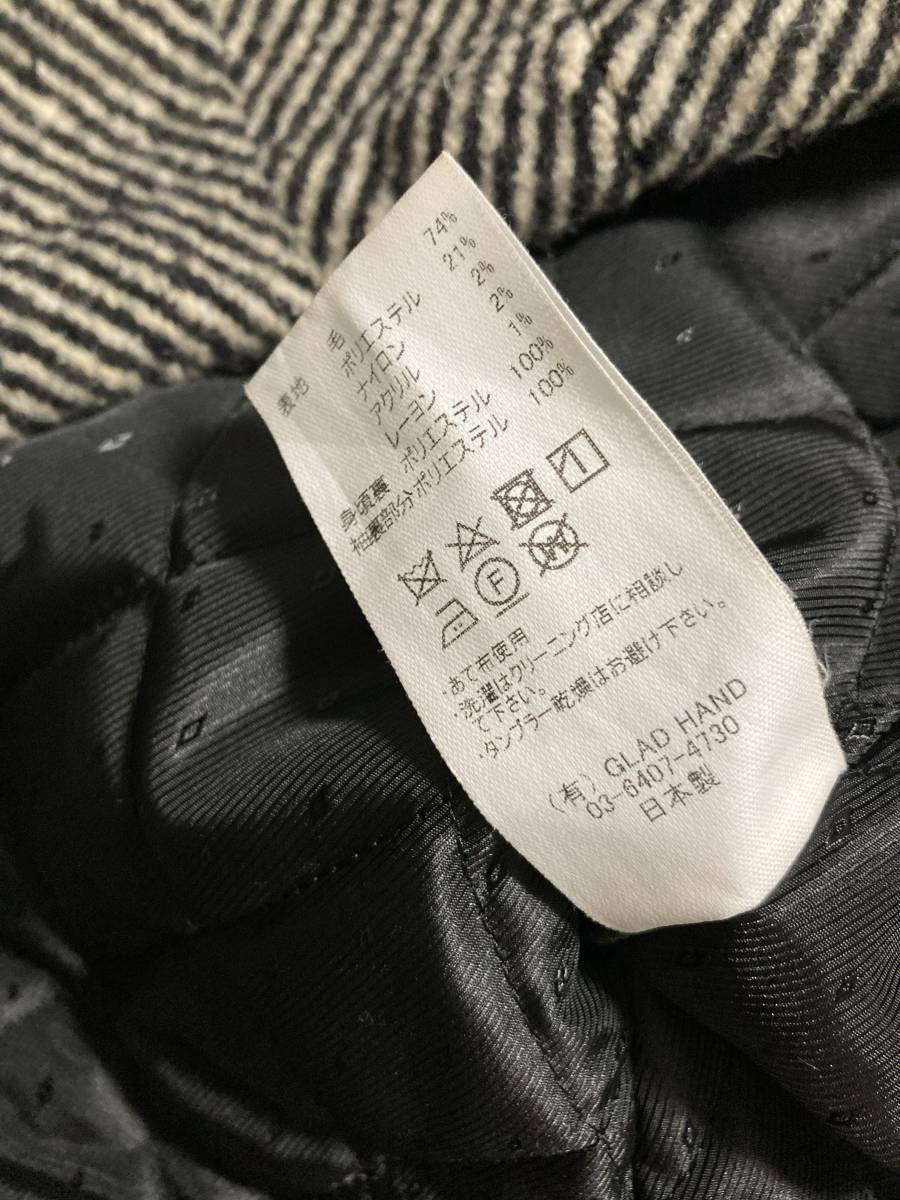 表地 毛 74%
ポリエステル 21%
ナイロン 2%
アクリル 2%
レーヨン 1%
身頃裏 ポリエステル 100%
袖裏部分ポリエステル 100%
F
W
・あて布使用
・洗濯はクリーニング店に相談し
て下さい。
・タンブラー乾燥はお避け下さい。
(有) GLAD HAND
03-6407-4730
日本製